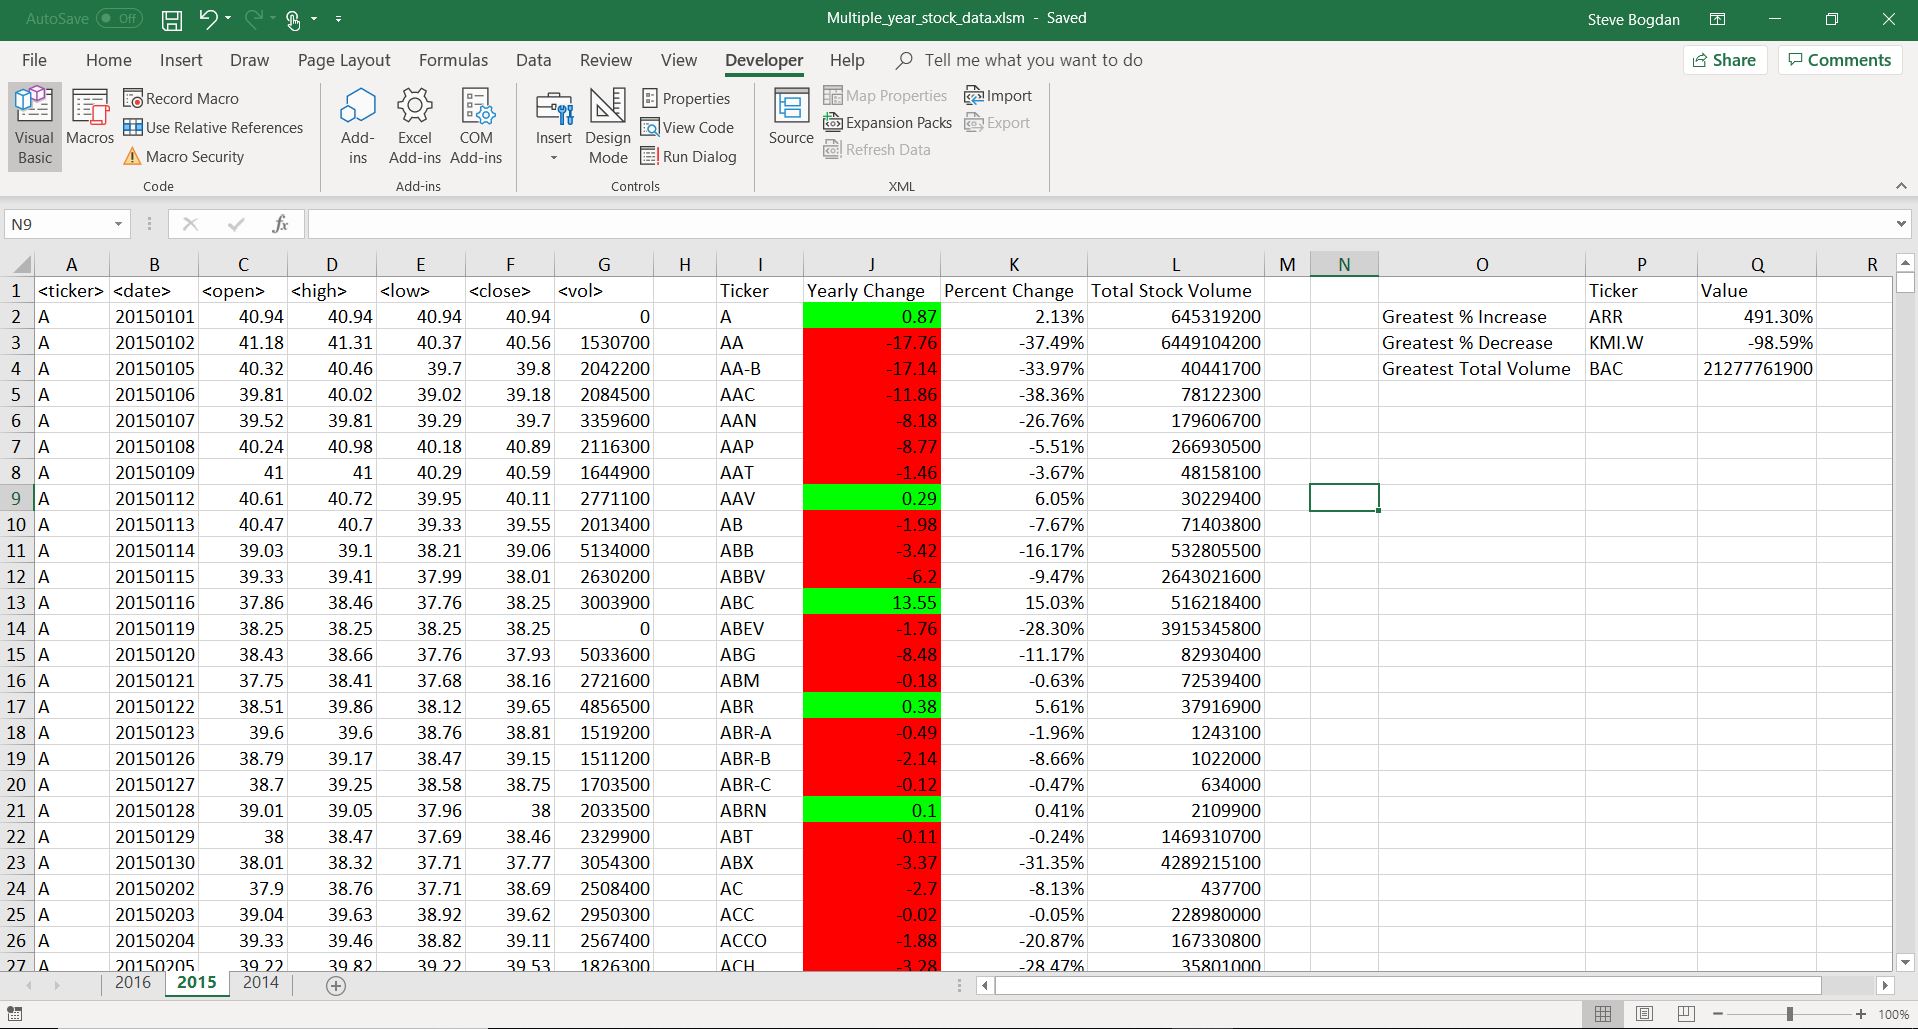 AutoSave Off Multiple_year_stock_data.xlsm - Saved Steve Bogdan
File Home Insert Draw Page Layout Formulas Data Review View Developer Help Tell me what you want to do Share Comments
Visual Basic
Macros
Record Macro
Use Relative References
Macro Security
Code
Add-ins
Excel Add-ins
COM Add-ins
Add-ins
Insert
Design Mode
Properties
View Code
Run Dialog
Controls
Source
Map Properties
Expansion Packs
Refresh Data
Import
Export
XML
N9 fx
A B C D E F G H I J K L M N O P Q R
1 <ticker> <date> <open> <high> <low> <close> <vol> Ticker Yearly Change Percent Change Total Stock Volume Ticker Value
2 A 20150101 40.94 40.94 40.94 40.94 0 A 0.87 2.13% 645319200 Greatest % Increase ARR 491.30%
3 A 20150102 41.18 41.31 40.37 40.56 1530700 AA -17.76 -37.49% 6449104200 Greatest % Decrease KMI.W -98.59%
4 A 20150105 40.32 40.46 39.7 39.8 2042200 AA-B -17.14 -33.97% 40441700 Greatest Total Volume BAC 21277761900
5 A 20150106 39.81 40.02 39.02 39.18 2084500 AAC -11.86 -38.36% 78122300
6 A 20150107 39.52 39.81 39.29 39.7 3359600 AAN -8.18 -26.76% 179606700
7 A 20150108 40.24 40.98 40.18 40.89 2116300 AAP -8.77 -5.51% 266930500
8 A 20150109 41 41 40.29 40.59 1644900 AAT -1.46 -3.67% 48158100
9 A 20150112 40.61 40.72 39.95 40.11 2771100 AAV 0.29 6.05% 30229400
10 A 20150113 40.47 40.7 39.33 39.55 2013400 AB -1.98 -7.67% 71403800
11 A 20150114 39.03 39.1 38.21 39.06 5134000 ABB -3.42 -16.17% 532805500
12 A 20150115 39.33 39.41 37.99 38.01 2630200 ABBV -6.2 -9.47% 2643021600
13 A 20150116 37.86 38.46 37.76 38.25 3003900 ABC 13.55 15.03% 516218400
14 A 20150119 38.25 38.25 38.25 38.25 0 ABEV -1.76 -28.30% 3915345800
15 A 20150120 38.43 38.66 37.76 37.93 5033600 ABG -8.48 -11.17% 82930400
16 A 20150121 37.75 38.41 37.68 38.16 2721600 ABM -0.18 -0.63% 72539400
17 A 20150122 38.51 39.86 38.12 39.65 4856500 ABR 0.38 5.61% 37916900
18 A 20150123 39.6 39.6 38.76 38.81 1519200 ABR-A -0.49 -1.96% 1243100
19 A 20150126 38.79 39.17 38.47 39.15 1511200 ABR-B -2.14 -8.66% 1022000
20 A 20150127 38.7 39.25 38.58 38.75 1703500 ABR-C -0.12 -0.47% 634000
21 A 20150128 39.01 39.05 37.96 38 2033500 ABRN 0.1 0.41% 2109900
22 A 20150129 38 38.47 37.69 38.46 2329900 ABT -0.11 -0.24% 1469310700
23 A 20150130 38.01 38.32 37.71 37.77 3054300 ABX -3.37 -31.35% 4289215100
24 A 20150202 37.9 38.76 37.71 38.69 2508400 AC -2.7 -8.13% 437700
25 A 20150203 39.04 39.63 38.92 39.62 2950300 ACC -0.02 -0.05% 228980000
26 A 20150204 39.33 39.46 38.82 39.11 2567400 ACCO -1.88 -20.87% 167330800
27 A 20150205 39.22 39.82 39.22 39.53 1826300 ACH -3.28 -28.47% 35801000
2016 2015 2014
100%